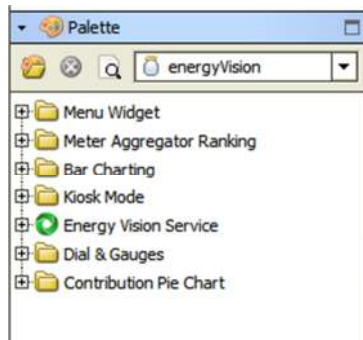 Palette
energyVision
Menu Widget
Meter Aggregator Ranking
Bar Charting
Kiosk Mode
Energy Vision Service
Dial & Gauges
Contribution Pie Chart